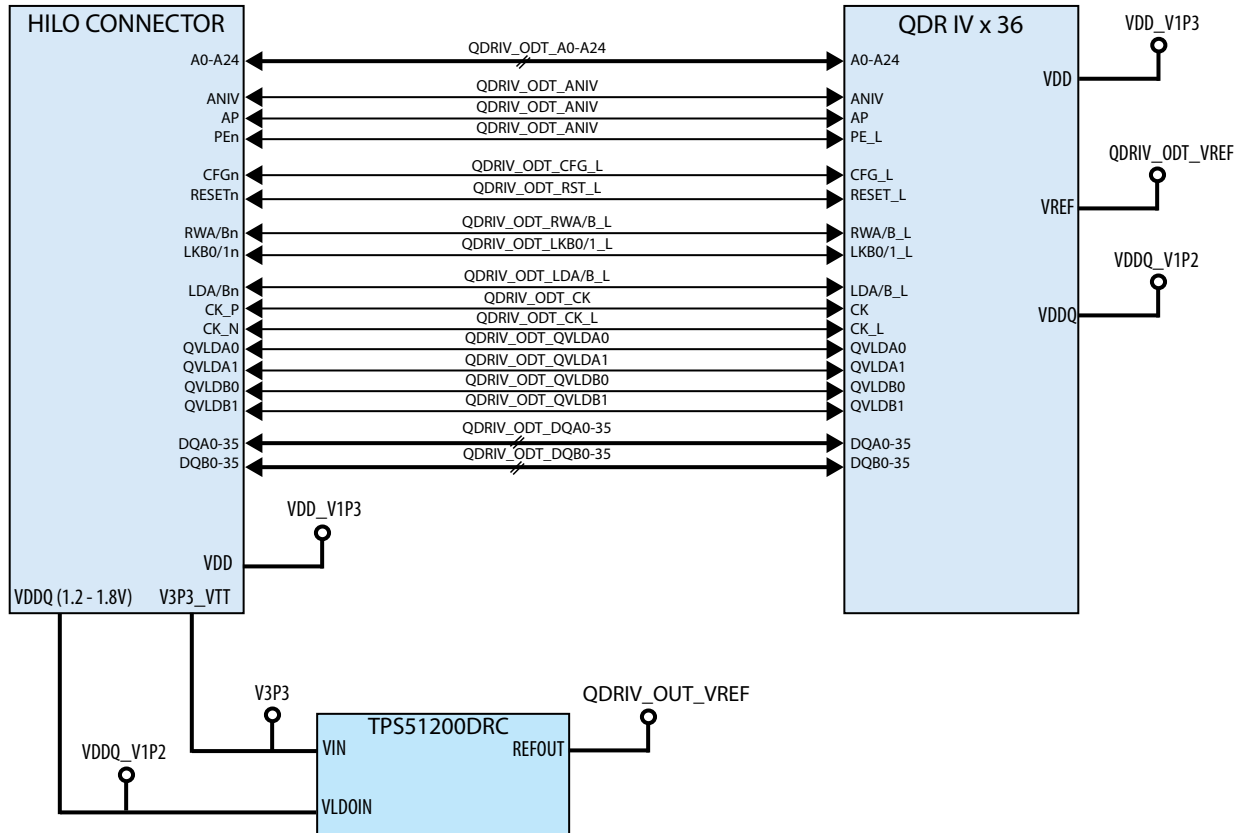 HILO CONNECTOR
QDR IV x 36
VDD_V1P3
A0-A24
QDRIV_ODT_A0-A24
A0-A24
VDD
ANIV
QDRIV_ODT_ANIV
ANIV
AP
QDRIV_ODT_ANIV
AP
PEn
QDRIV_ODT_ANIV
PE_L
QDRIV_ODT_VREF
CFGn
QDRIV_ODT_CFG_L
CFG_L
RESETn
QDRIV_ODT_RST_L
RESET_L
VREF
RWA/Bn
QDRIV_ODT_RWA/B_L
RWA/B_L
LKB0/1n
QDRIV_ODT_LKB0/1_L
LKB0/1_L
VDDQ_V1P2
LDA/Bn
QDRIV_ODT_LDA/B_L
LDA/B_L
CK_P
QDRIV_ODT_CK
CK
VDDQ
CK_N
QDRIV_ODT_CK_L
CK_L
QVLDA0
QDRIV_ODT_QVLDA0
QVLDA0
QVLDA1
QDRIV_ODT_QVLDA1
QVLDA1
QVLDB0
QDRIV_ODT_QVLDB0
QVLDB0
QVLDB1
QDRIV_ODT_QVLDB1
QVLDB1
DQA0-35
QDRIV_ODT_DQA0-35
DQA0-35
DQB0-35
QDRIV_ODT_DQB0-35
DQB0-35
VDD_V1P3
VDD
VDDQ (1.2 - 1.8V)
V3P3_VTT
V3P3
QDRIV_OUT_VREF
TPS51200DRC
VIN
REFOUT
VDDQ_V1P2
VLDOIN